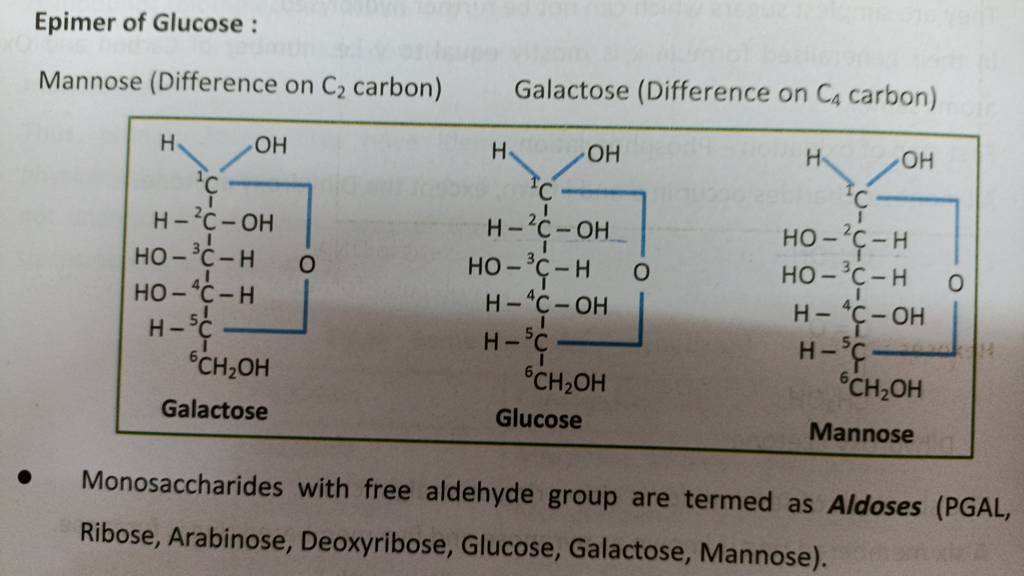 Epimer of Glucose :
Mannose (Difference on C₂ carbon) Galactose (Difference on C₄ carbon)
H OH H OH H OH
¹C ¹C ¹C
H – ²C – OH H – ²C – OH HO – ²C – H
HO – ³C – H O HO – ³C – H O HO – ³C – H O
HO – ⁴C – H H – ⁴C – OH H – ⁴C – OH
H – ⁵C H – ⁵C H – ⁵C
⁶CH₂OH ⁶CH₂OH ⁶CH₂OH
Galactose Glucose Mannose
• Monosaccharides with free aldehyde group are termed as Aldoses (PGAL,
Ribose, Arabinose, Deoxyribose, Glucose, Galactose, Mannose).